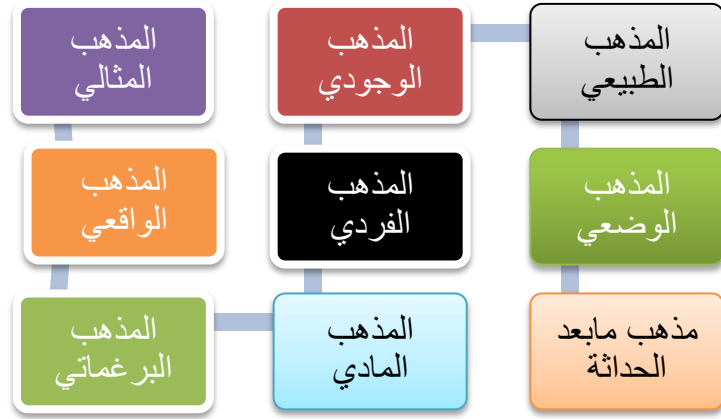 المذهب
المثالي
المذهب
الواقعي
المذهب
البرغماتي
المذهب
المادي
المذهب
الفردي
المذهب
الوجودي
المذهب
الطبيعي
المذهب
الوضعي
مذهب مابعد
الحداثة